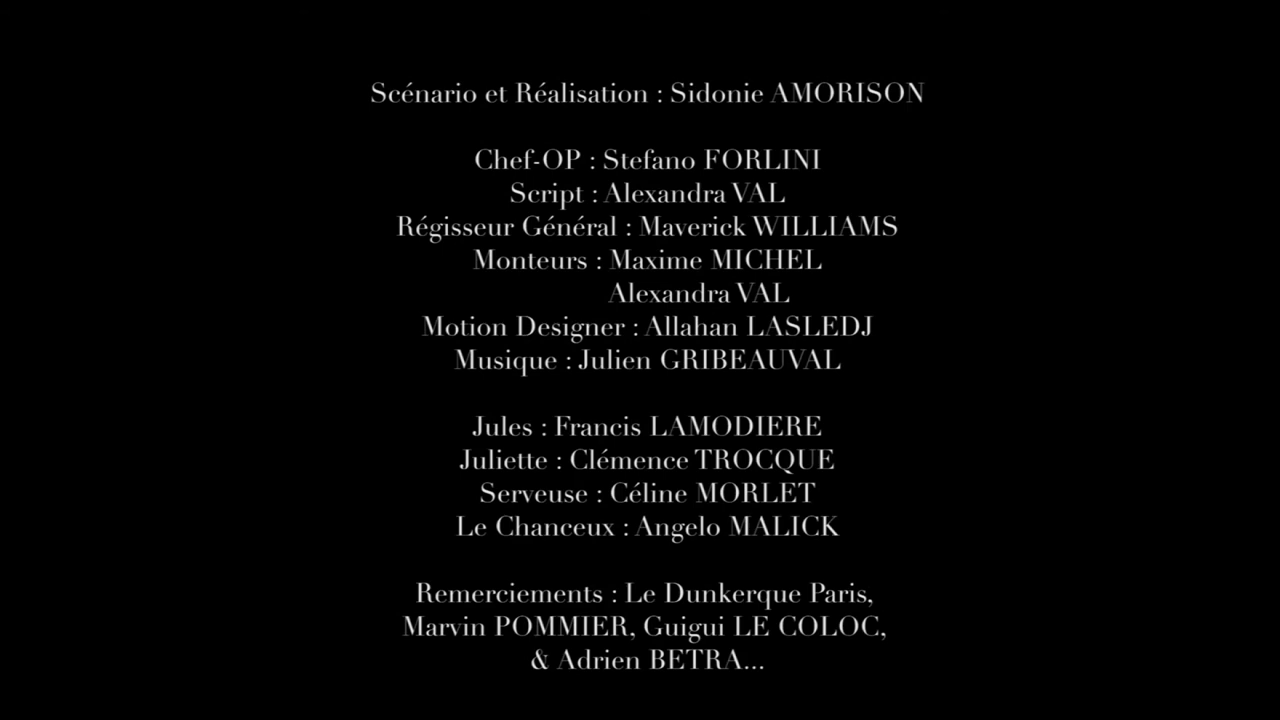 Scénario et Réalisation : Sidonie AMORISON
Chef-OP : Stefano FORLINI
Script : Alexandra VAL
Régisseur Général : Maverick WILLIAMS
Monteurs : Maxime MICHEL
Alexandra VAL
Motion Designer : Allahan LASLEDJ
Musique : Julien GRIBEAUVAL
Jules : Francis LAMODIERE
Juliette : Clémence TROCQUE
Serveuse : Céline MORLET
Le Chanceux : Angelo MALICK
Remerciements : Le Dunkerque Paris,
Marvin POMMIER, Guigui LE COLOC,
& Adrien BETRA...